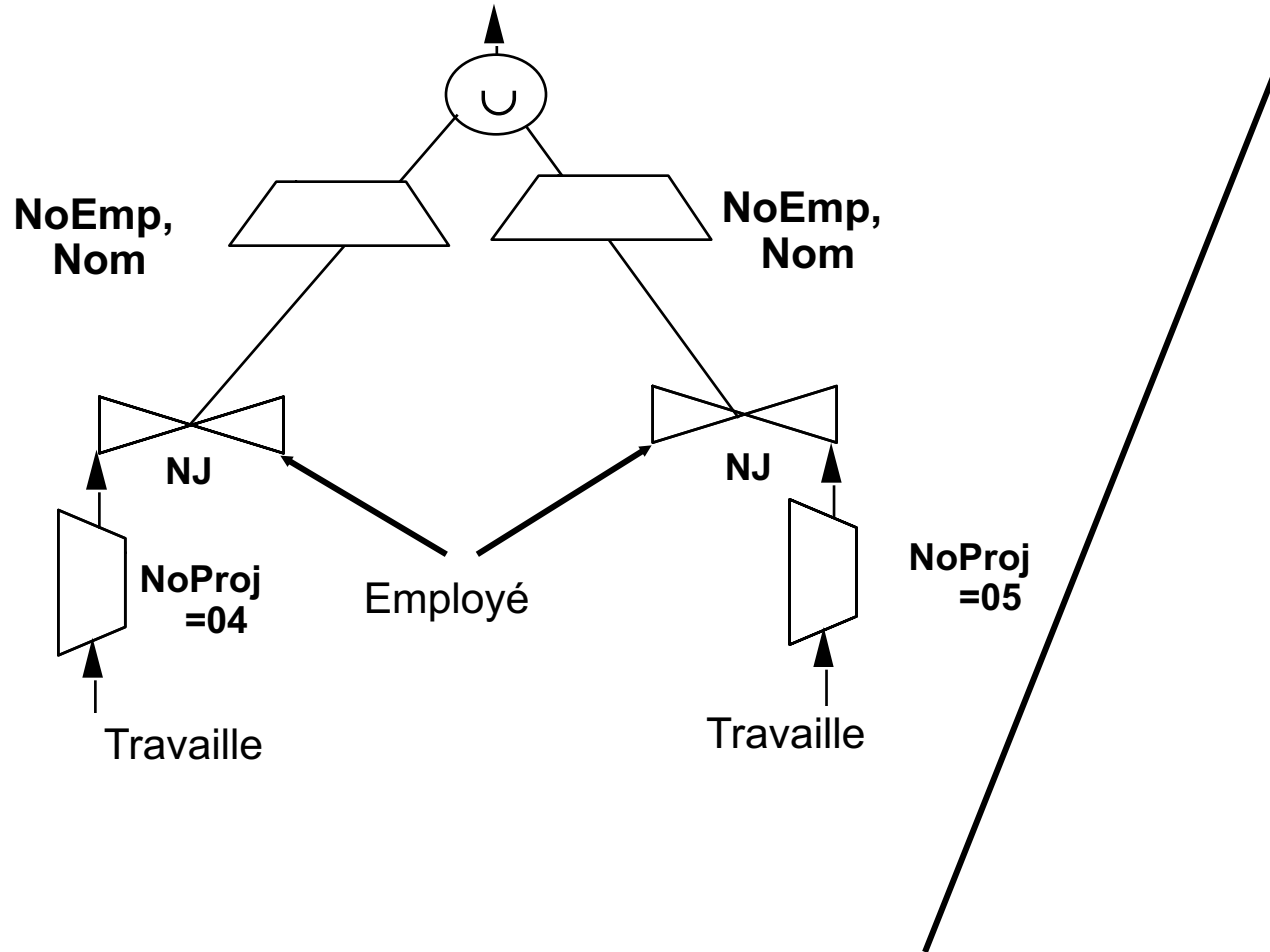 ∪
NoEmp,
Nom
NoEmp,
Nom
NJ
NJ
NoProj
=04
Employé
NoProj
=05
Travaille
Travaille